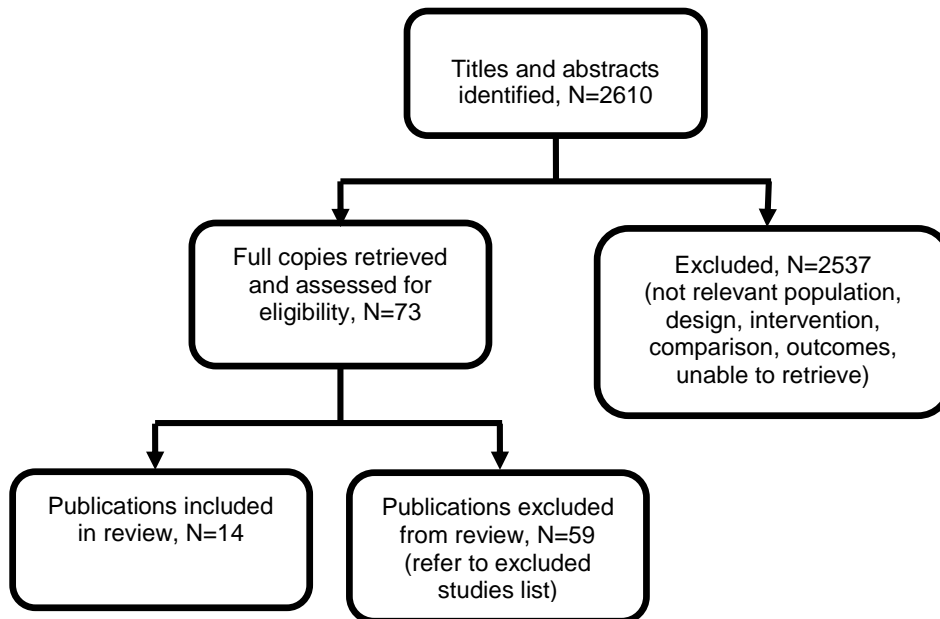 Titles and abstracts
identified, N=2610
Full copies retrieved
and assessed for
eligibility, N=73
Excluded, N=2537
(not relevant population,
design, intervention,
comparison, outcomes,
unable to retrieve)
Publications included
in review, N=14
Publications excluded
from review, N=59
(refer to excluded
studies list)